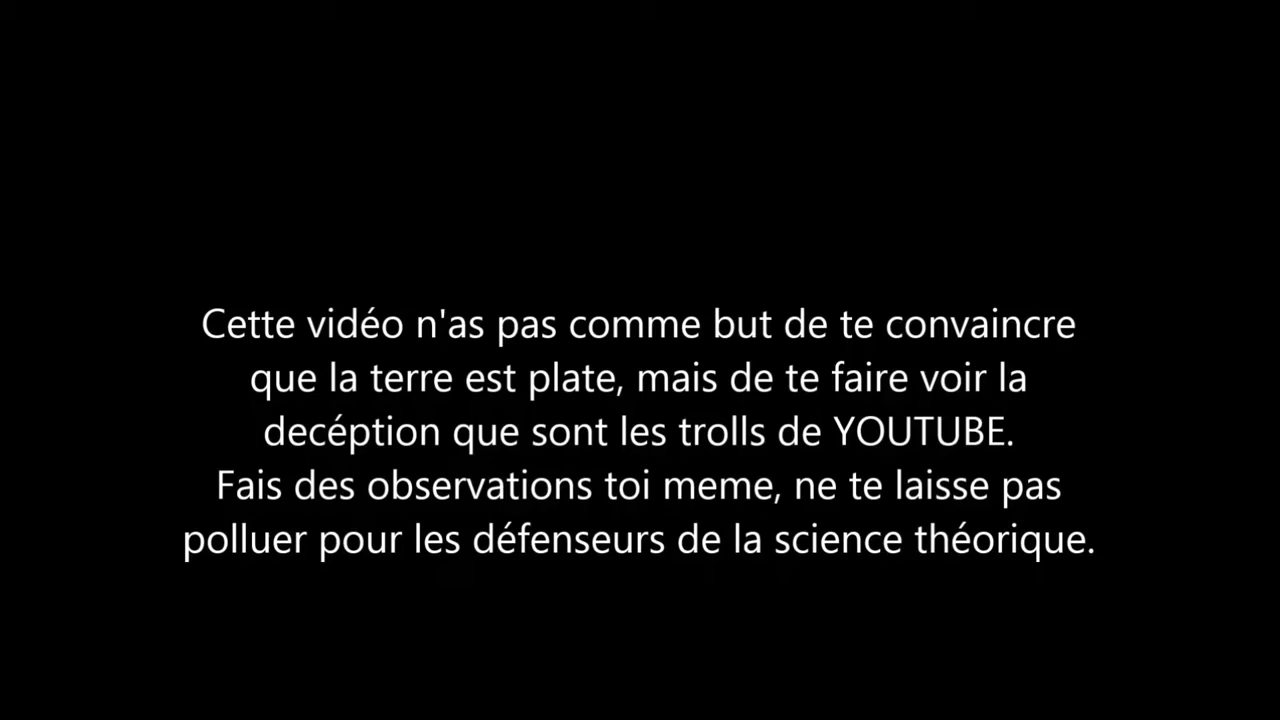 Cette vidéo n'as pas comme but de te convaincre
que la terre est plate, mais de te faire voir la
decéption que sont les trolls de YOUTUBE.
Fais des observations toi meme, ne te laisse pas
polluer pour les défenseurs de la science théorique.